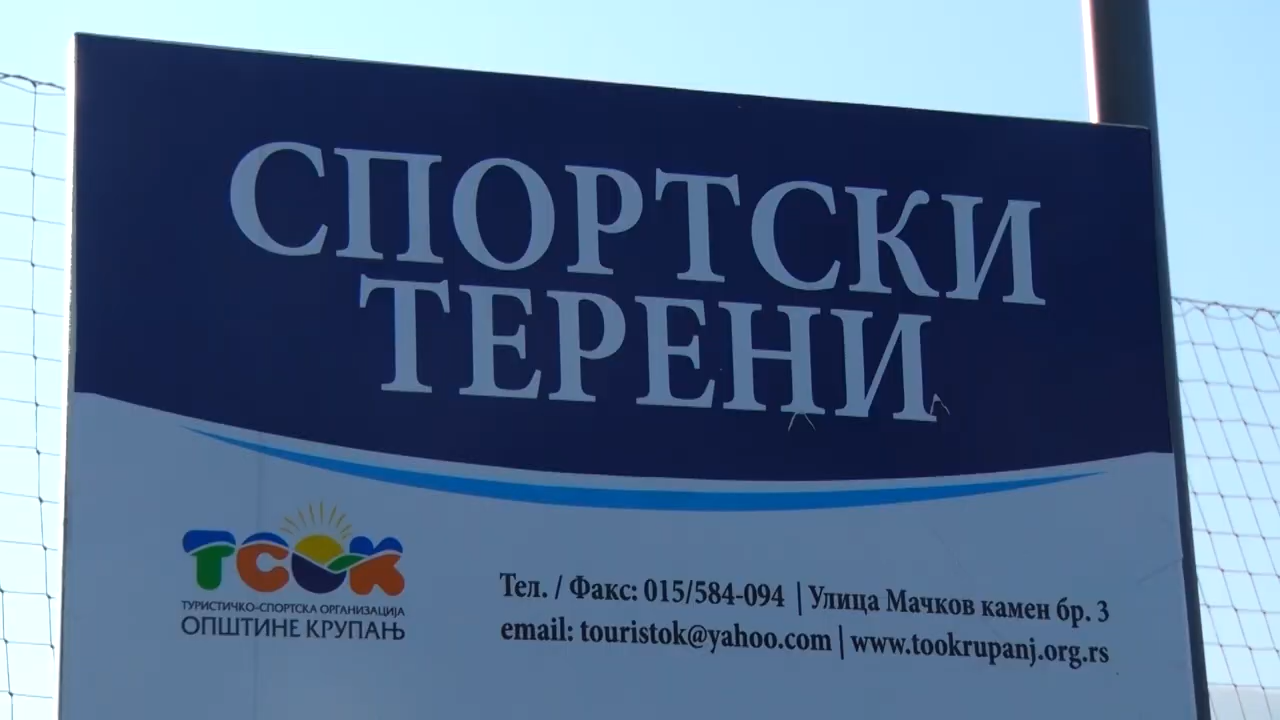 СПОРТСКИ
ТЕРЕНИ
ТСОК
ТУРИСТИЧКО-СПОРТСКА ОРГАНИЗАЦИЈА
ОПШТИНЕ КРУПАЊ
Тел. / Факс: 015/584-094 | Улица Мачков камен бр. 3
email: touristok@yahoo.com | www.tookrupanj.org.rs